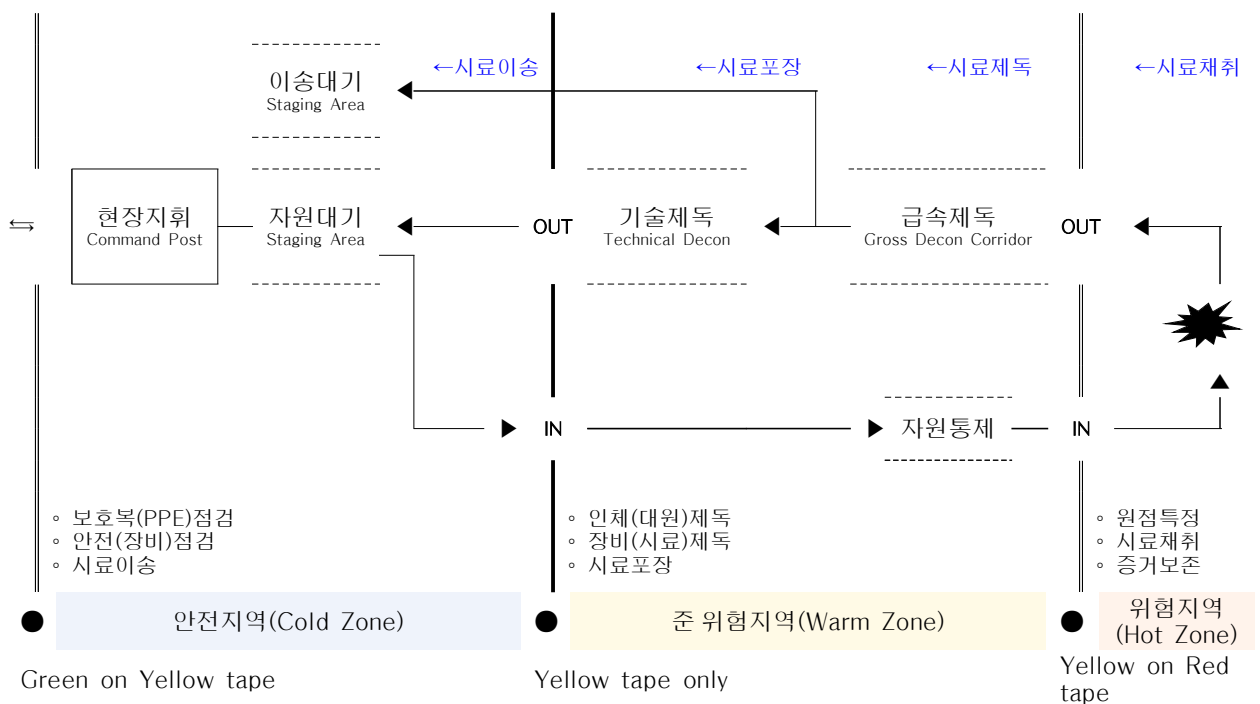 ←시료이송
←시료포장
←시료제독
←시료채취
이송대기
Staging Area
⇆
현장지휘
Command Post
자원대기
Staging Area
OUT
기술제독
Technical Decon
급속제독
Gross Decon Corridor
OUT
IN
자원통제
IN
◦ 보호복(PPE)점검
◦ 안전(장비)점검
◦ 시료이송
◦ 인체(대원)제독
◦ 장비(시료)제독
◦ 시료포장
◦ 원점특정
◦ 시료채취
◦ 증거보존
안전지역(Cold Zone)
준 위험지역(Warm Zone)
위험지역
(Hot Zone)
Green on Yellow tape
Yellow tape only
Yellow on Red
tape